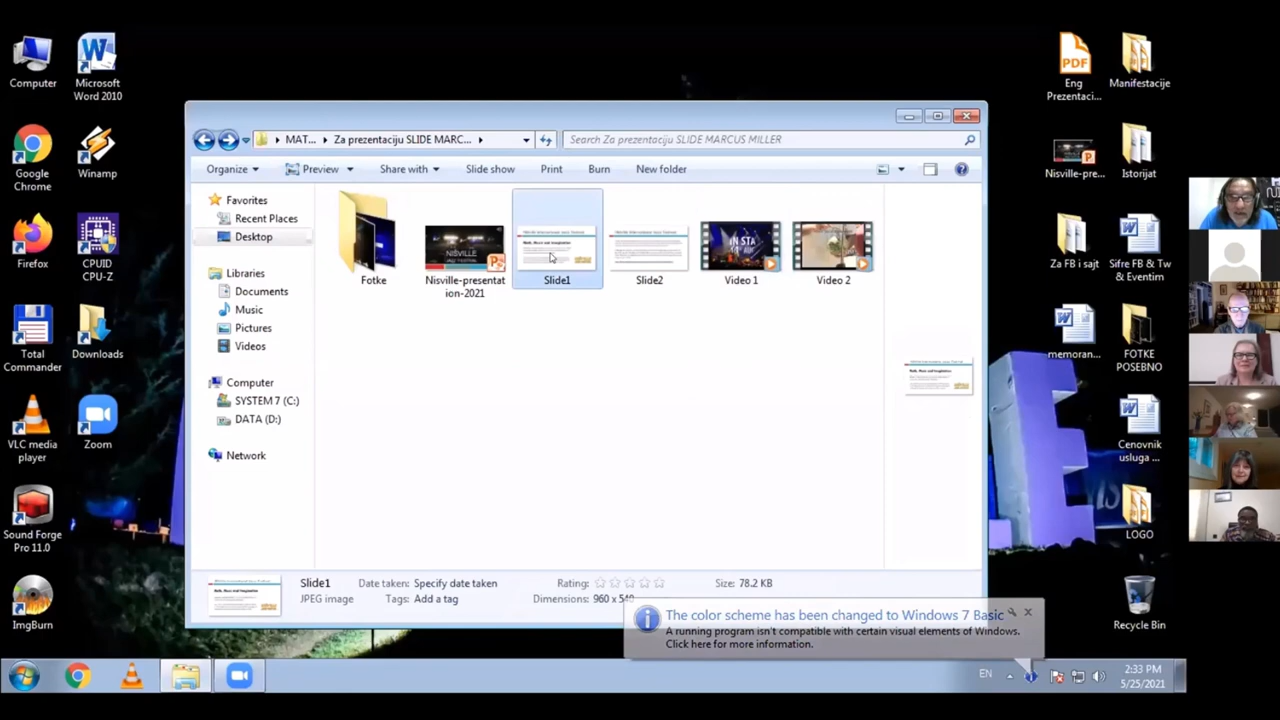 Computer
Microsoft
Word 2010
Google
Chrome
Winamp
Firefox
CPUID
CPU-Z
Total
Commander
Downloads
VLC media
player
Zoom
Sound Forge
Pro 11.0
ImgBurn
MAT...
Za prezentaciju SLIDE MARC...
Search Za prezentaciju SLIDE MARCUS MILLER
Organize
Preview
Share with
Slide show
Print
Burn
New folder
Favorites
Recent Places
Desktop
Libraries
Documents
Music
Pictures
Videos
Computer
SYSTEM 7 (C:)
DATA (D:)
Network
Fotke
NISVILLE
JAZZ FESTIVAL
Nisville-presentat
ion-2021
Slide1
Slide2
IN STA
Video 1
Video 2
Slide1
JPEG image
Date taken: Specify date taken
Tags: Add a tag
Rating:
Dimensions: 960 x 540
Size: 78.2 KB
The color scheme has been changed to Windows 7 Basic
A running program isn't compatible with certain visual elements of Windows.
Click here for more information.
PDF
Eng
Prezentaci...
Manifestacije
Nisville-pre...
Istorijat
Za FB i sajt
Sifre FB & Tw
& Eventim
memoran...
FOTKE
POSEBNO
Cenovnik
usluga ...
LOGO
Recycle Bin
EN
2:33 PM
5/25/2021